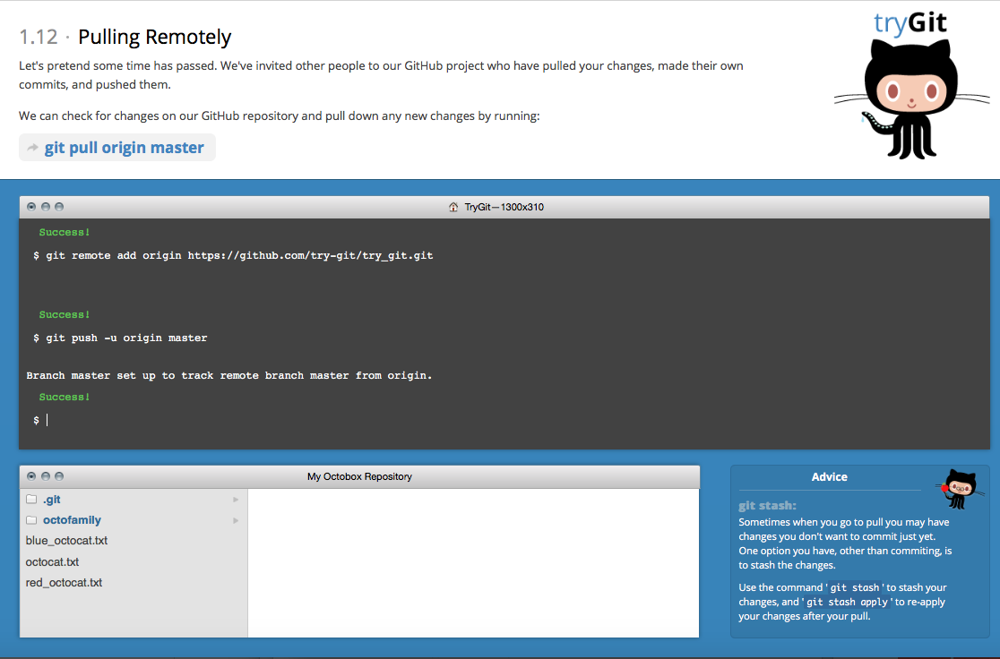 tryGit
1.12 · Pulling Remotely
Let's pretend some time has passed. We've invited other people to our GitHub project who have pulled your changes, made their own
commits, and pushed them.
We can check for changes on our GitHub repository and pull down any new changes by running:
git pull origin master
TryGit—1300x310
Success!
$ git remote add origin https://github.com/try-git/try_git.git
Success!
$ git push -u origin master
Branch master set up to track remote branch master from origin.
Success!
$
My Octobox Repository
.git
octofamily
blue_octocat.txt
octocat.txt
red_octocat.txt
Advice
git stash:
Sometimes when you go to pull you may have
changes you don't want to commit just yet.
One option you have, other than commiting, is
to stash the changes.
Use the command 'git stash' to stash your
changes, and 'git stash apply' to re-apply
your changes after your pull.